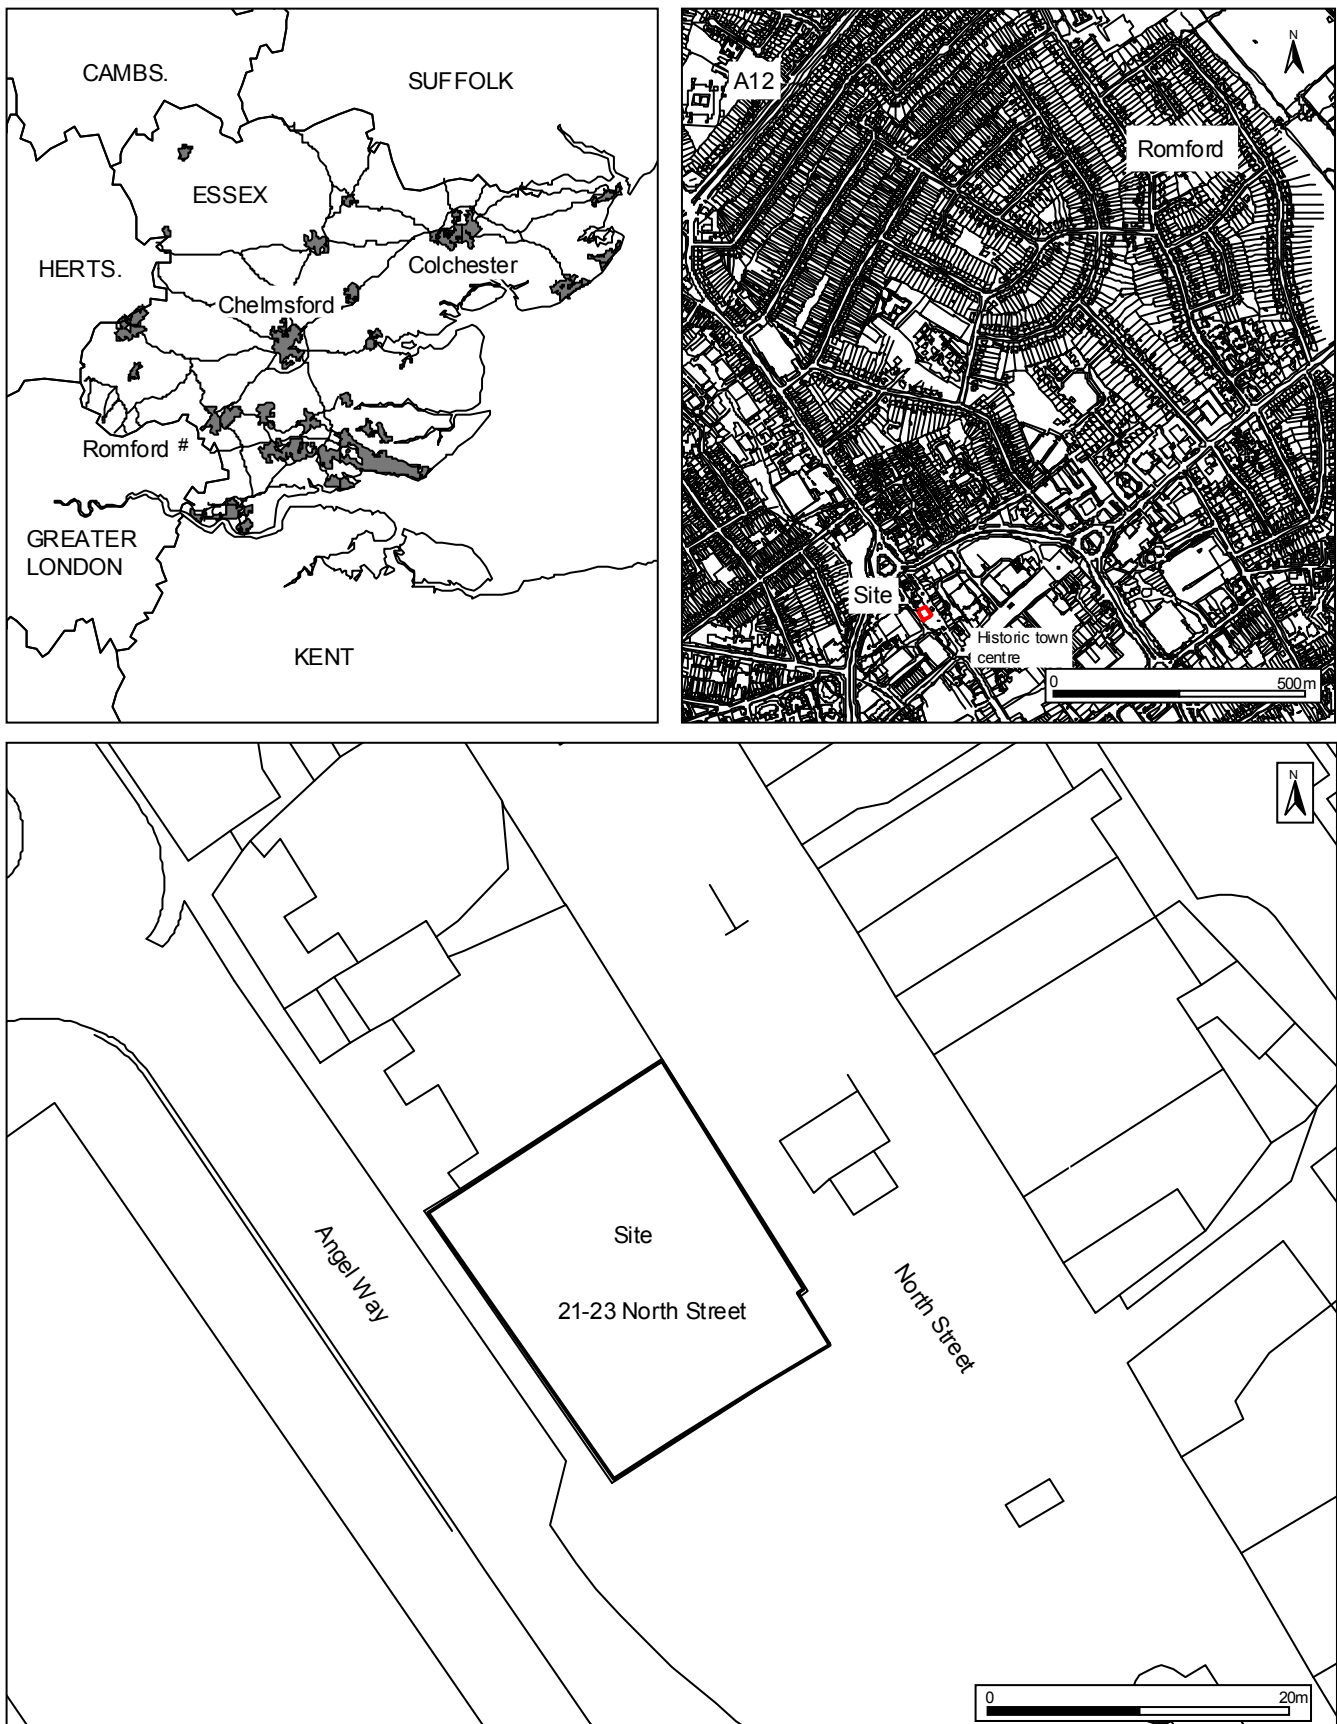 CAMBS.
SUFFOLK
ESSEX
HERTS.
Colchester
Chelmsford
Romford #
GREATER
LONDON
KENT
N
A12
Romford
Site
Historic town
centre
0 500m
N
Site
21-23 North Street
Angel Way
North Street
0 20m